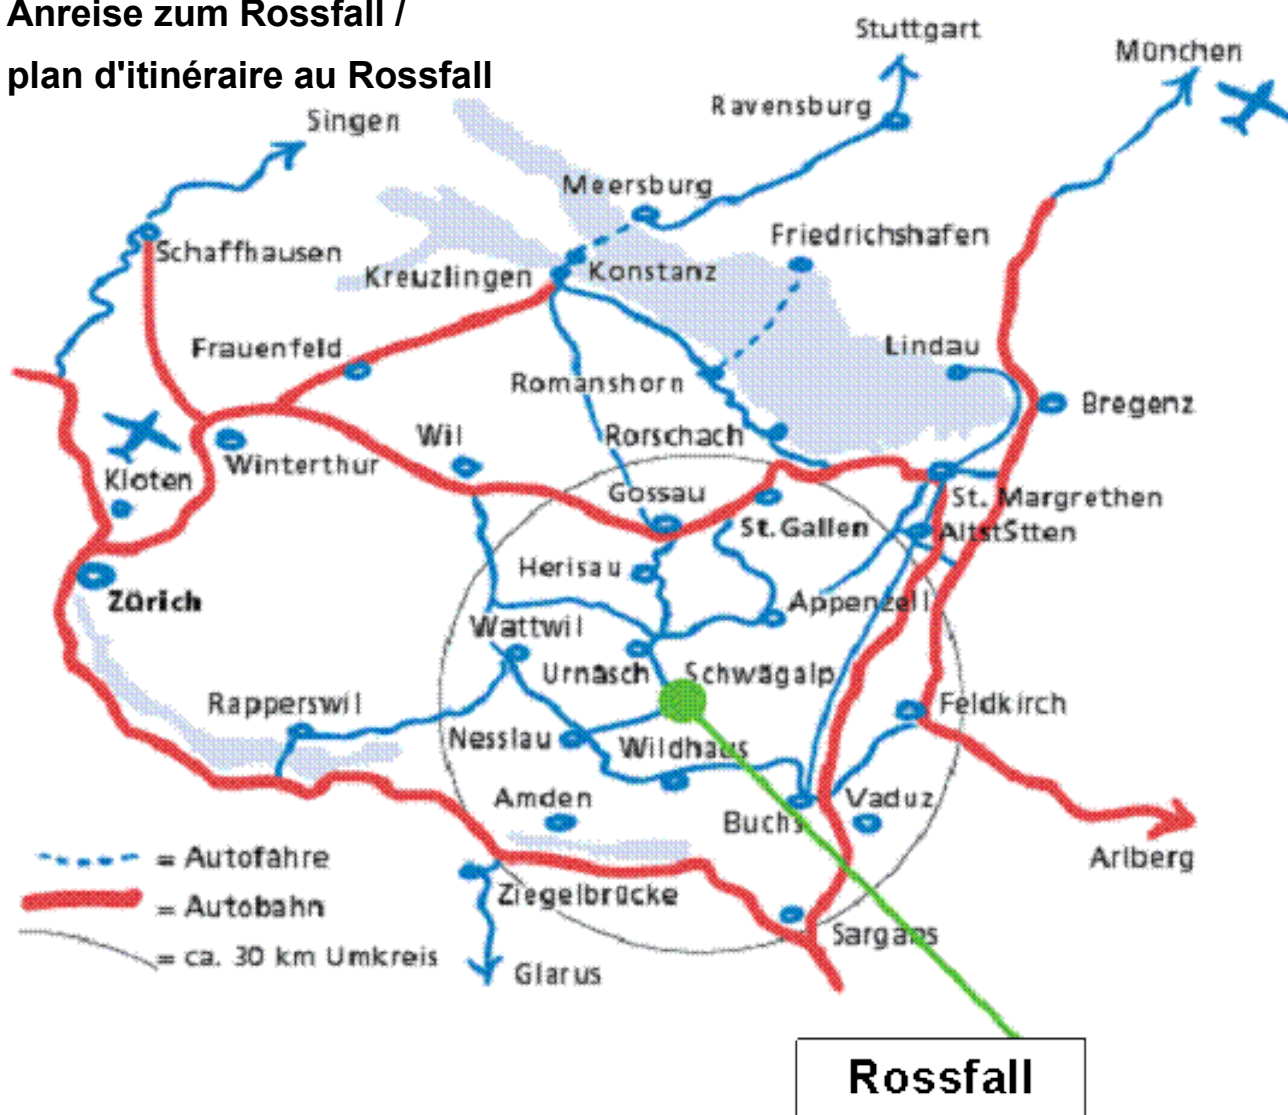 Anreise zum Rossfall /
plan d'itinéraire au Rossfall
Stuttgart
München
Ravensburg
Singen
Meersburg
Friedrichshafen
Schaffhausen
Konstanz
Kreuzlingen
Frauenfeld
Lindau
Romanshorn
Bregenz
Wil
Rorschach
Winterthur
Kloten
Gossau
St. Margrethen
St.Gallen
AltstŠtten
Herisau
Zürich
Appenzell
Wattwil
Urnäsch
Schwägalp
Rapperswil
Feldkirch
Nesslau
Wildhaus
Amden
Vaduz
Buchs
= Autofähre
Arlberg
Ziegelbrücke
= Autobahn
Sargans
= ca. 30 km Umkreis
Glarus
Rossfall